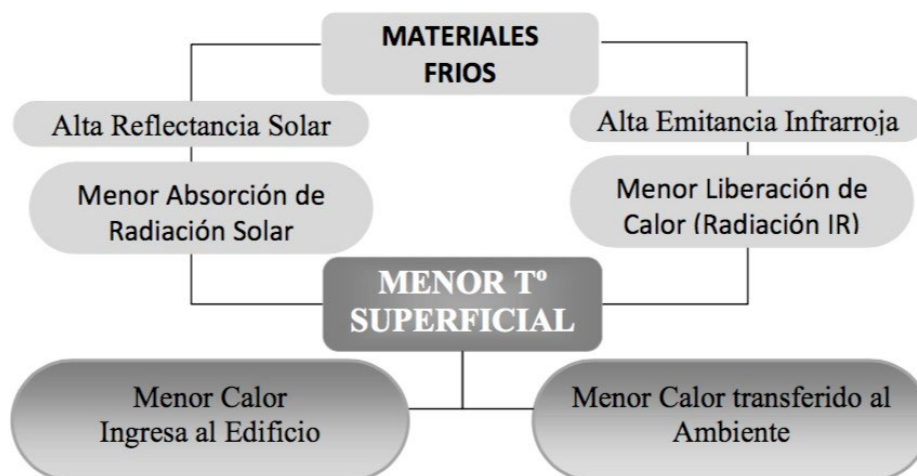 MATERIALES
FRIOS
Alta Reflectancia Solar
Alta Emitancia Infrarroja
Menor Absorción de
Radiación Solar
Menor Liberación de
Calor (Radiación IR)
MENOR Tº
SUPERFICIAL
Menor Calor
Ingresa al Edificio
Menor Calor transferido al
Ambiente